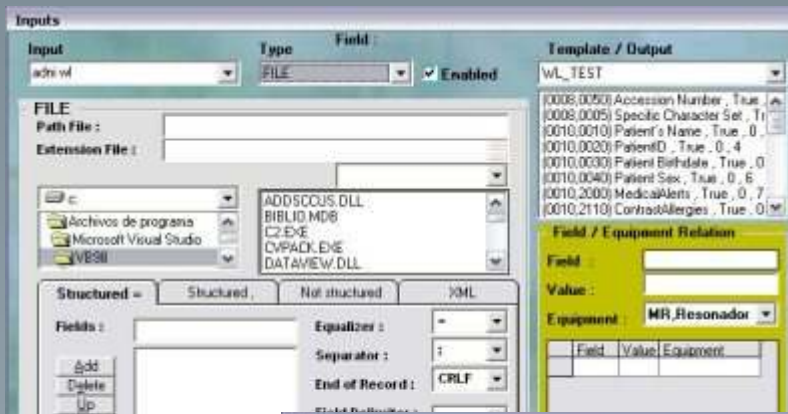 Inputs
Input
Type
Field :
Template / Output
adni wl
FILE
Enabled
WL_TEST
FILE
Path File :
Extension File :
(0008,0050) Accession Number , True
(0008,0005) Specific Character Set , Tr
(0010,0010) Patient's Name , True , 0
(0010,0020) PatientID , True , 0 , 4
(0010,0030) Patient Birthdate , True , 0
(0010,0040) Patient Sex , True , 0 , 6
(0010,2000) MedicalAlerts , True , 0 , 7
(0010,2110) ContrastAllergies , True , 0
c:
Archivos de programa
Microsoft Visual Studio
VB98
ADDSCCUS.DLL
BIBLIO.MDB
C2.EXE
CVPACK.EXE
DATAVIEW.DLL
Field / Equipment Relation
Field :
Value :
Equipment :
MR,Resonador
Field Value Equipment
Structured =
Structured ,
Not structured
XML
Fields :
Equalizer :
=
Separator :
;
End of Record :
CRLF
Field Delimiter :
Add
Delete
Up